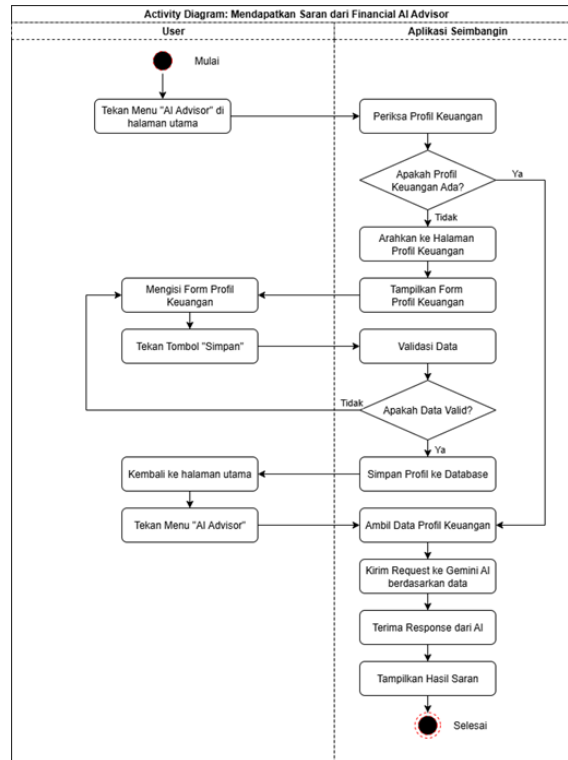 Activity Diagram: Mendapatkan Saran dari Financial AI Advisor
User
Aplikasi Seimbangin
Mulai
Tekan Menu "AI Advisor" di
halaman utama
Periksa Profil Keuangan
Apakah Profil
Keuangan Ada?
Ya
Tidak
Arahkan ke Halaman
Profil Keuangan
Mengisi Form Profil
Keuangan
Tampilkan Form
Profil Keuangan
Tekan Tombol "Simpan"
Validasi Data
Tidak
Apakah Data Valid?
Ya
Kembali ke halaman utama
Simpan Profil ke Database
Tekan Menu "AI Advisor"
Ambil Data Profil Keuangan
Kirim Request ke Gemini AI
berdasarkan data
Terima Response dari AI
Tampilkan Hasil Saran
Selesai